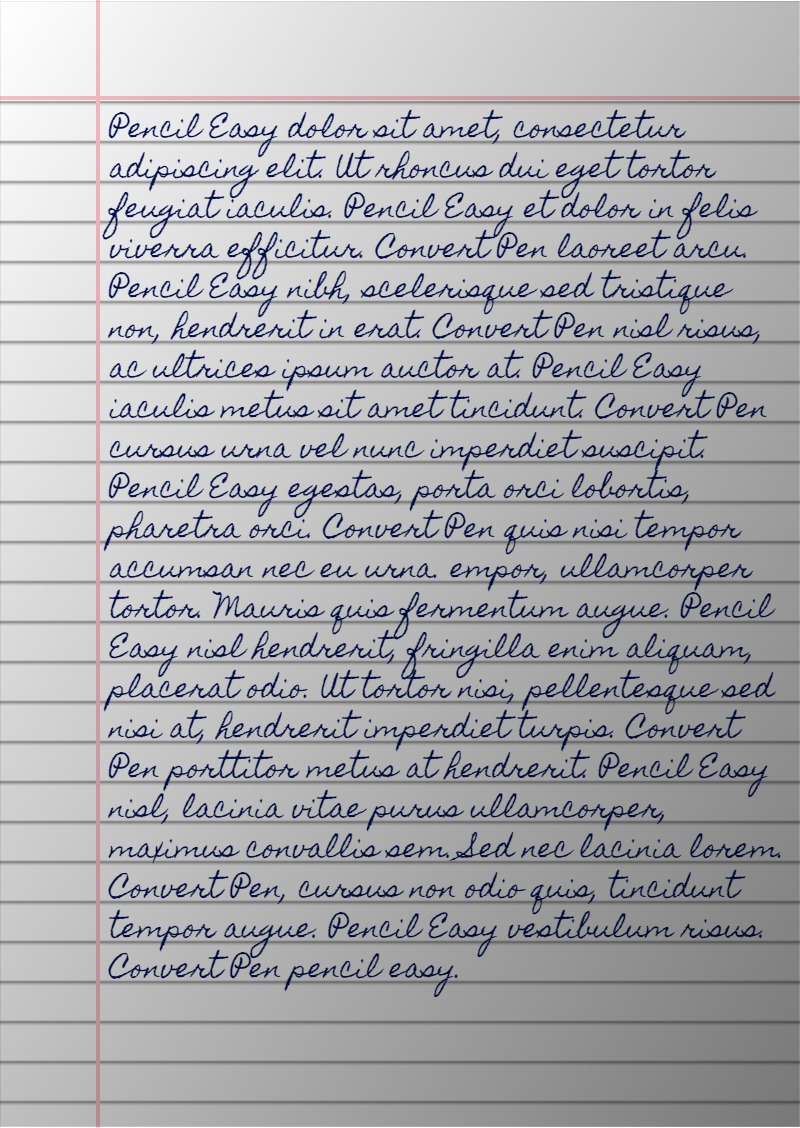 Pencil Easy dolor sit amet, consectetur
adipiscing elit. Ut rhoncus dui eget tortor
feugiat iaculis. Pencil Easy et dolor in felis
viverra efficitur. Convert Pen laoreet arcu.
Pencil Easy nibh, scelerisque sed tristique
non, hendrerit in erat. Convert Pen nisl risus,
ac ultrices ipsum auctor at. Pencil Easy
iaculis metus sit amet tincidunt. Convert Pen
cursus urna vel nunc imperdiet suscipit.
Pencil Easy egestas, porta orci lobortis,
pharetra orci. Convert Pen quis nisi tempor
accumsan nec eu urna. empor, ullamcorper
tortor. Mauris quis fermentum augue. Pencil
Easy nisl hendrerit, fringilla enim aliquam,
placerat odio. Ut tortor nisi, pellentesque sed
nisi at, hendrerit imperdiet turpis. Convert
Pen porttitor metus at hendrerit. Pencil Easy
nisl, lacinia vitae purus ullamcorper,
maximus convallis sem. Sed nec lacinia lorem.
Convert Pen, cursus non odio quis, tincidunt
tempor augue. Pencil Easy vestibulum risus.
Convert Pen pencil easy.